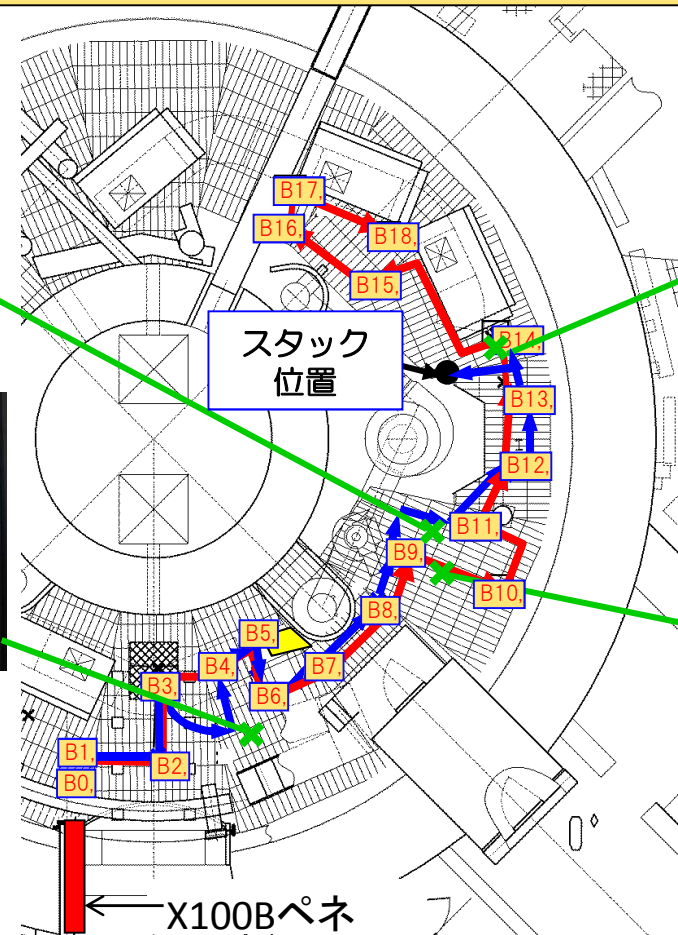 B17,
B16,
B18,
B15,
スタック
位置
B14,
B13,
B12,
B11,
B9,
B10,
B8,
B5,
B4,
B7,
B3,
B6,
B1,
B2,
B0,
X100Bペネ